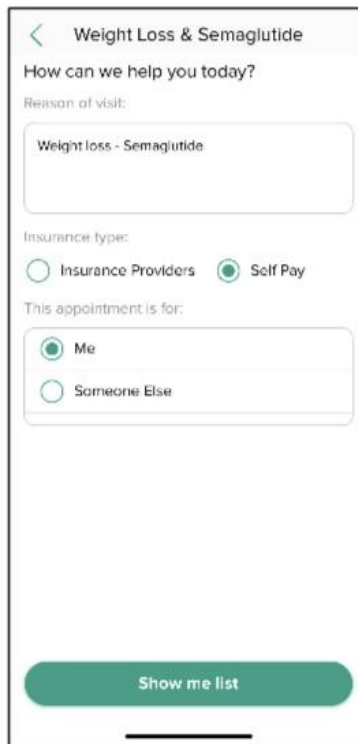 Weight Loss & Semaglutide
How can we help you today?
Reason of visit:
Weight loss - Semaglutide
Insurance type:
Insurance Providers Self Pay
This appointment is for:
Me
Someone Else
Show me list